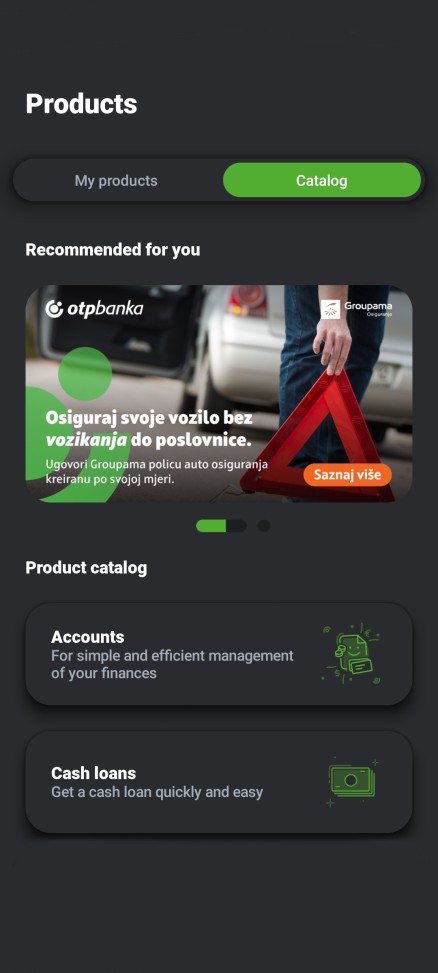 Products
My products
Catalog
Recommended for you
otpbanka
Groupama
Osiguranje
Osiguraj svoje vozilo bez
vozikanja do poslovnice.
Ugovori Groupama policu auto osiguranja
kreiranu po svojoj mjeri.
Saznaj više
Product catalog
Accounts
For simple and efficient management
of your finances
Cash loans
Get a cash loan quickly and easy